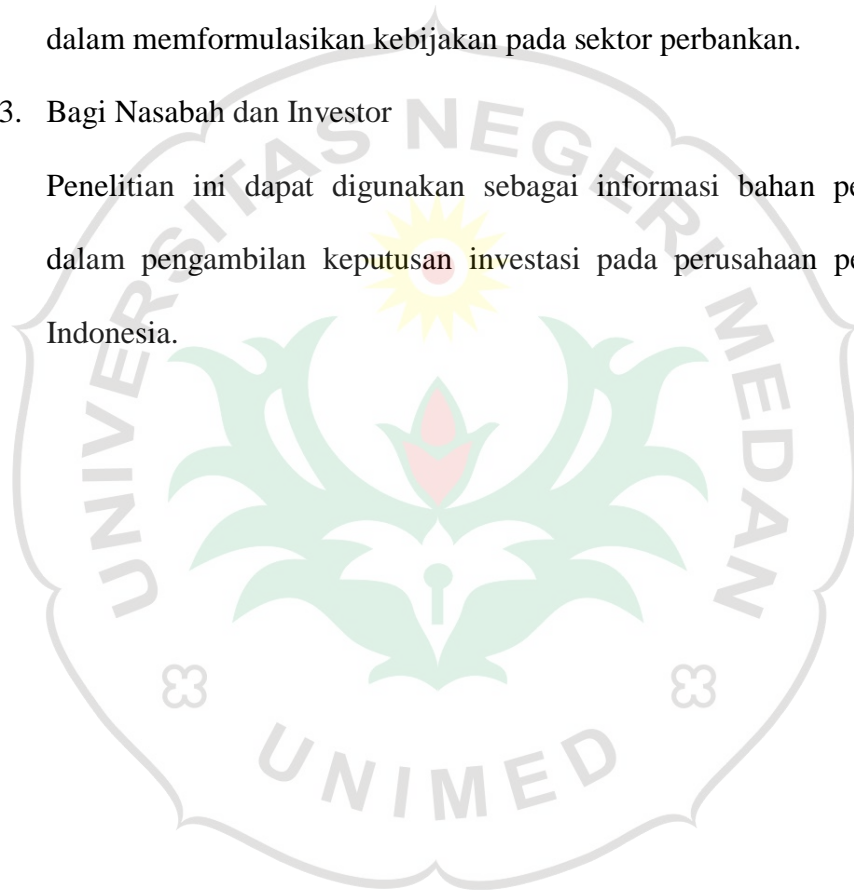 dalam memformulasikan kebijakan pada sektor perbankan.
3. Bagi Nasabah dan Investor
Penelitian ini dapat digunakan sebagai informasi bahan
dalam pengambilan keputusan investasi pada perusahaan
Indonesia.
UNIVERSITAS NEGERI MEDAN
UNIMED